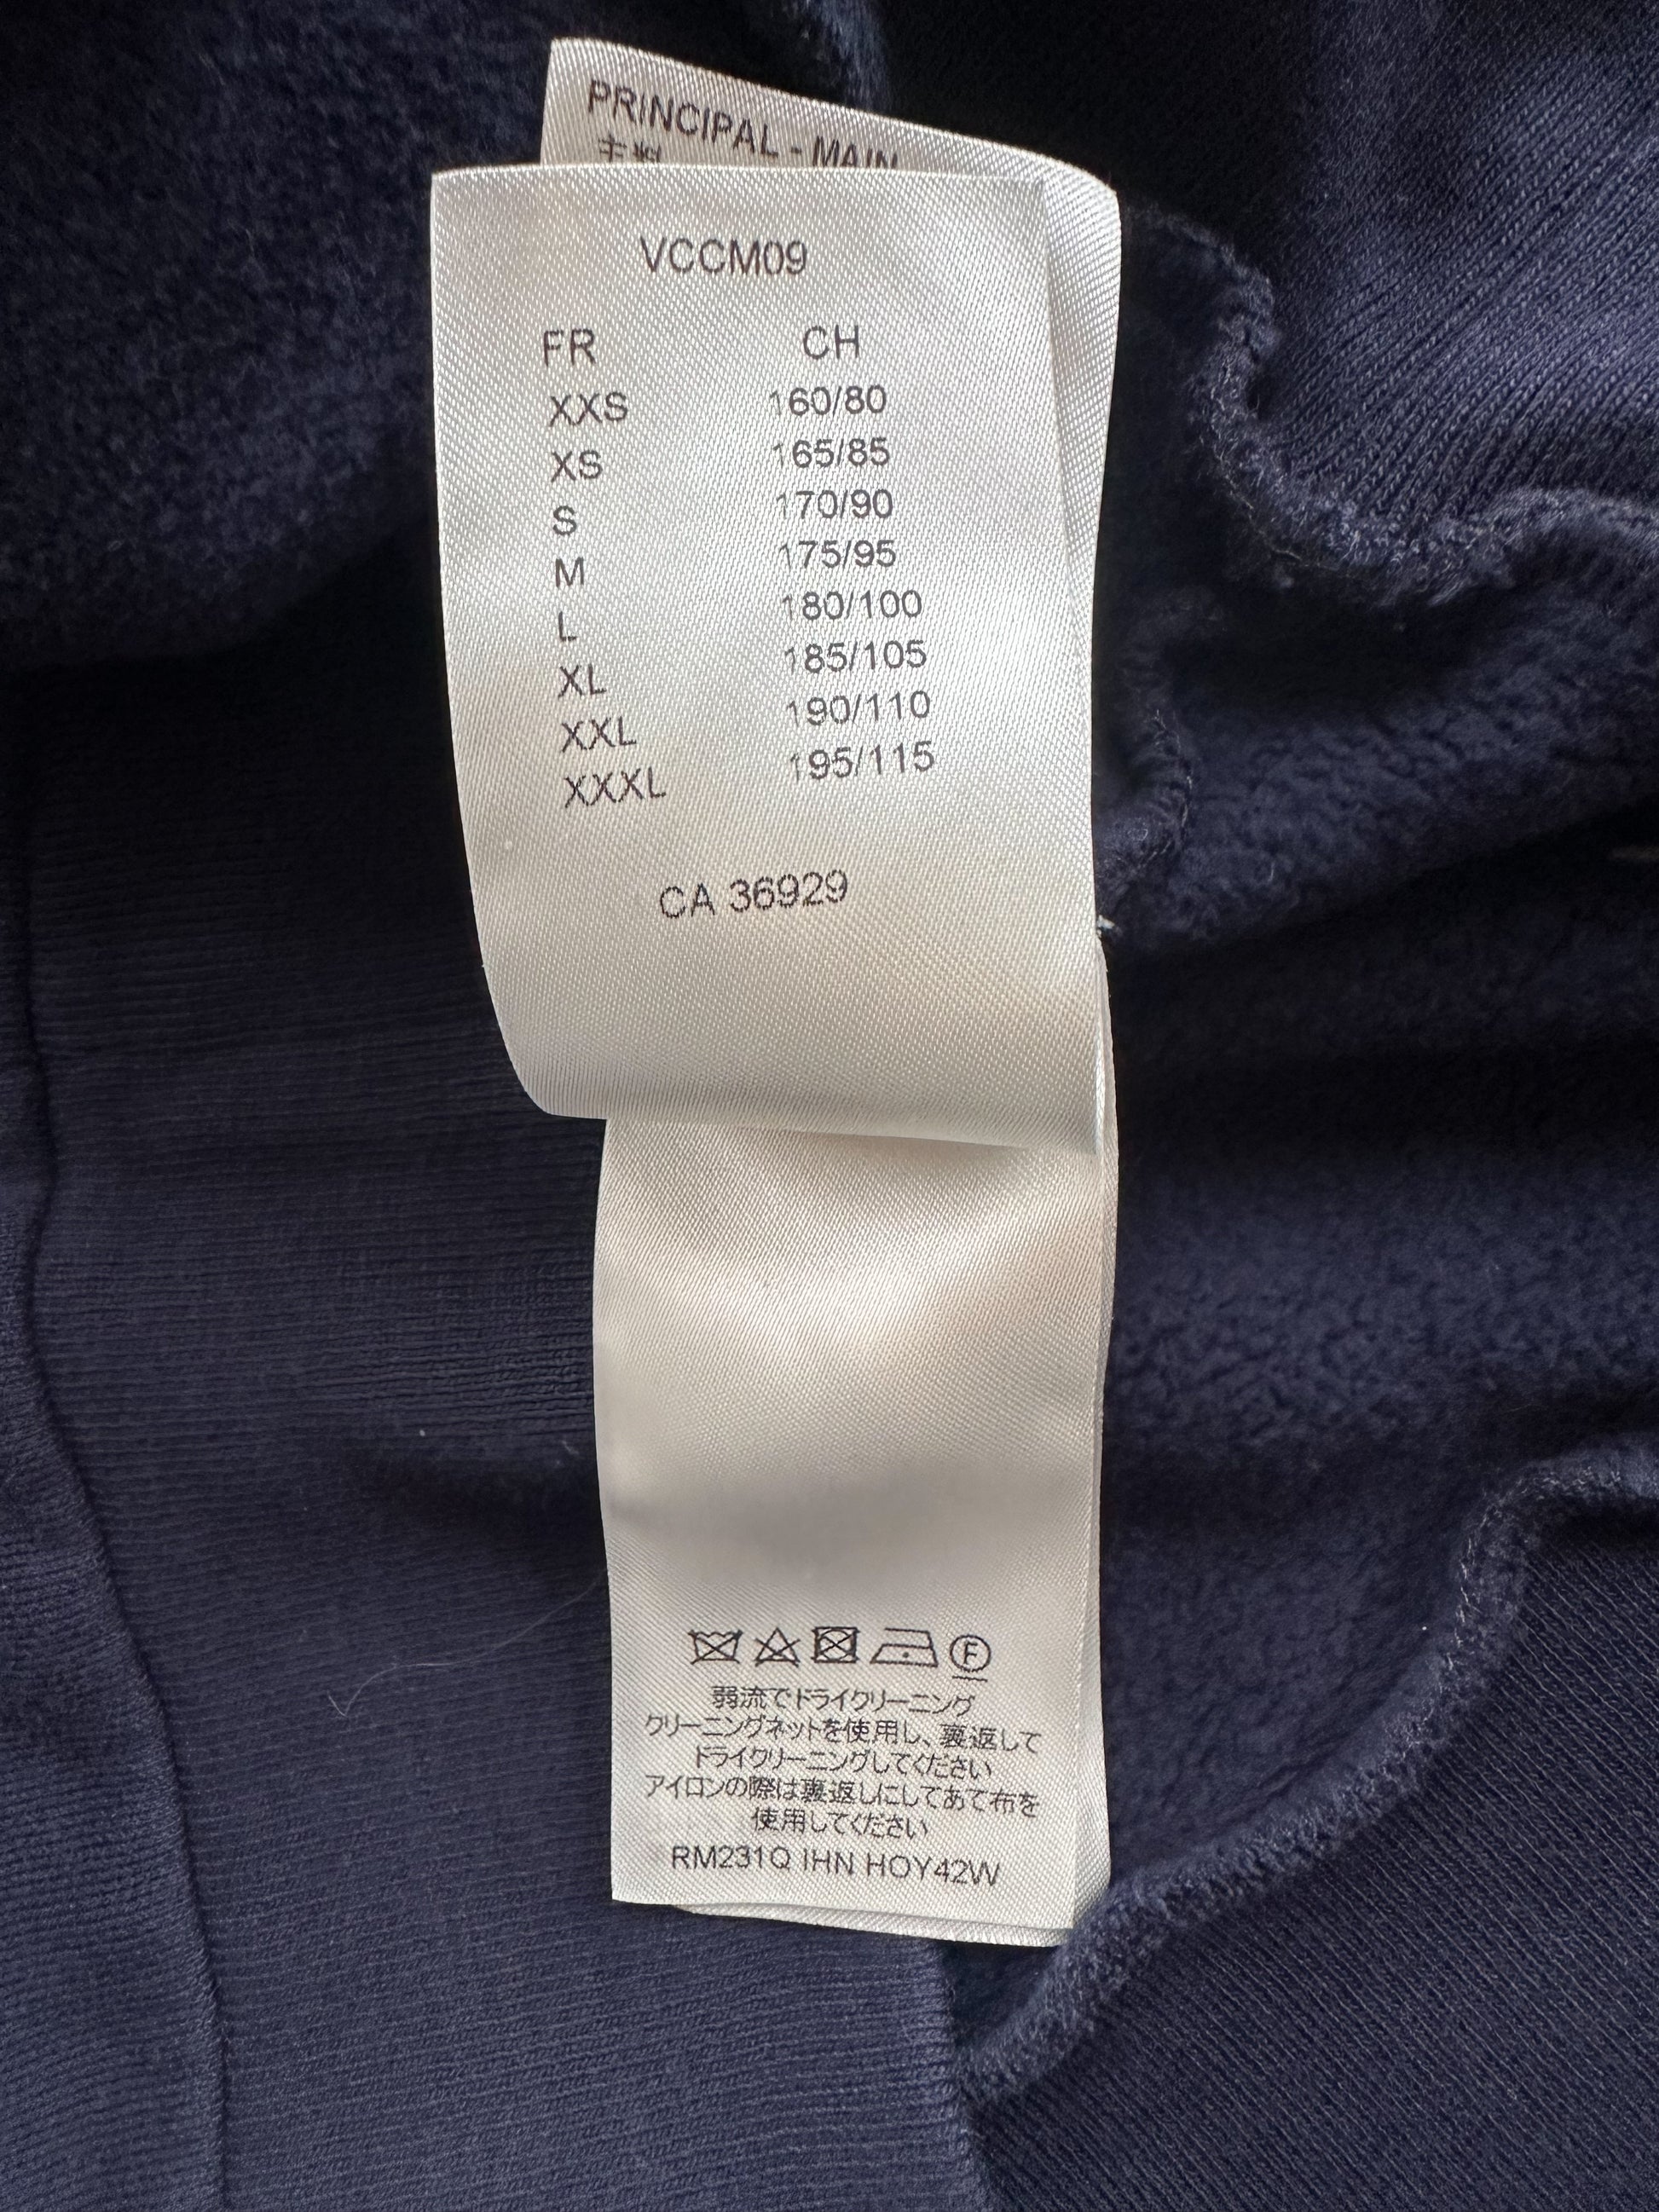 PRINCIPAL - MAIN
主料
VCCM09
FR CH
XXS 160/80
XS 165/85
S 170/90
M 175/95
L 180/100
XL 185/105
XXL 190/110
XXXL 195/115
CA 36929
F
弱流でドライクリーニング
クリーニングネットを使用し、裏返して
ドライクリーニングしてください
アイロンの際は裏返しにしてあて布を
使用してください
RM231Q IHN HOY42W